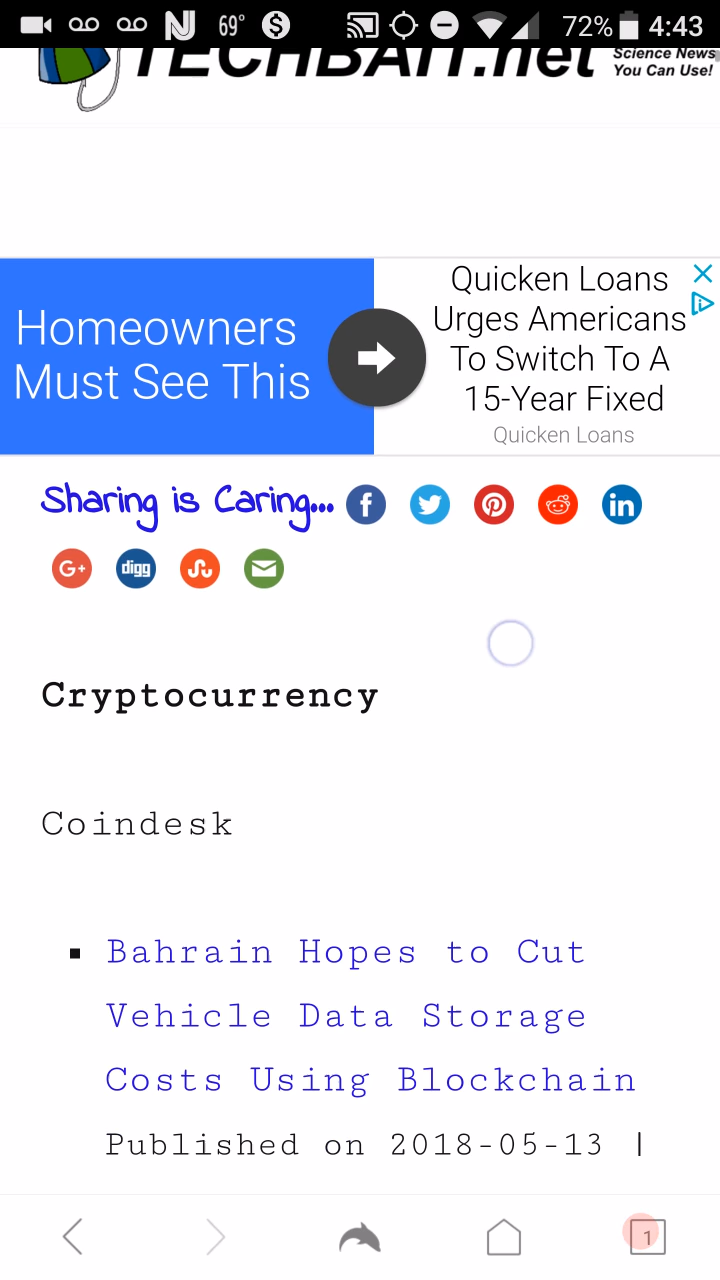 69° 72% 4:43
TECHBAIT.net
Science News
You Can Use!
Homeowners
Must See This
Quicken Loans
Urges Americans
To Switch To A
15-Year Fixed
Quicken Loans
Sharing is Caring...
G+ digg
Cryptocurrency
Coindesk
Bahrain Hopes to Cut
Vehicle Data Storage
Costs Using Blockchain
Published on 2018-05-13 |
1